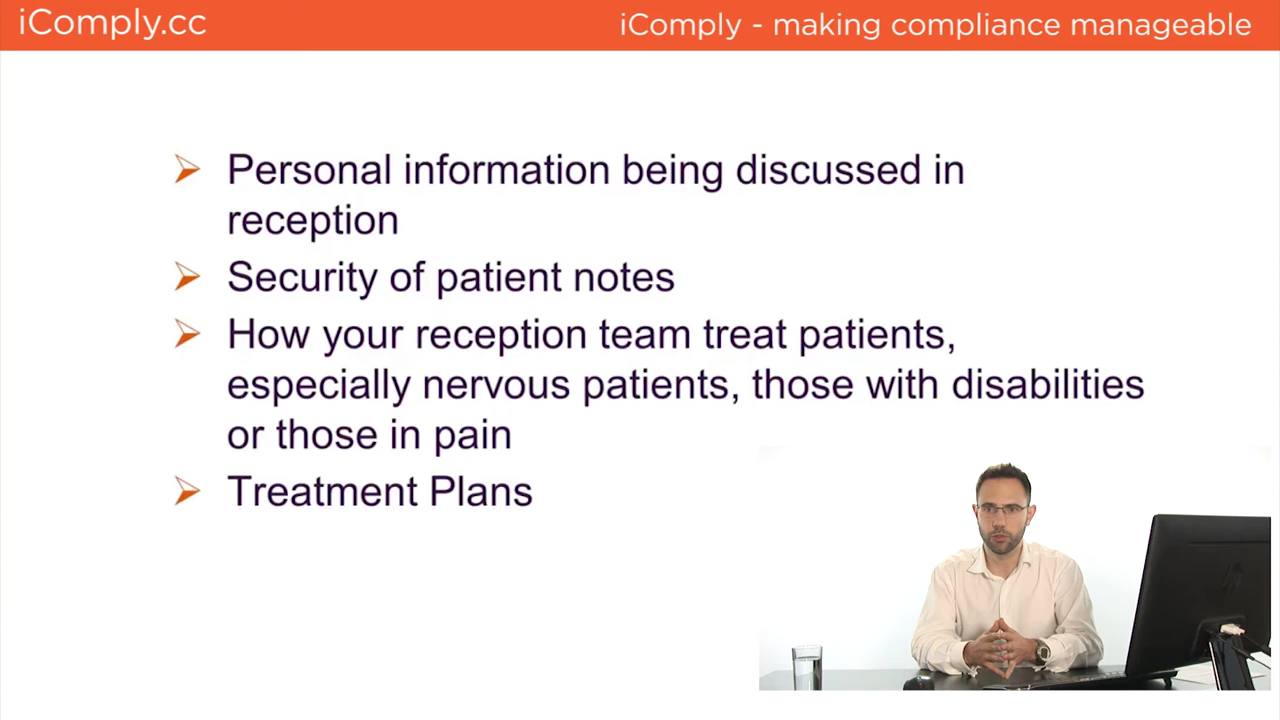 iComply.cc
iComply - making compliance manageable
Personal information being discussed in
reception
Security of patient notes
How your reception team treat patients,
especially nervous patients, those with disabilities
or those in pain
Treatment Plans